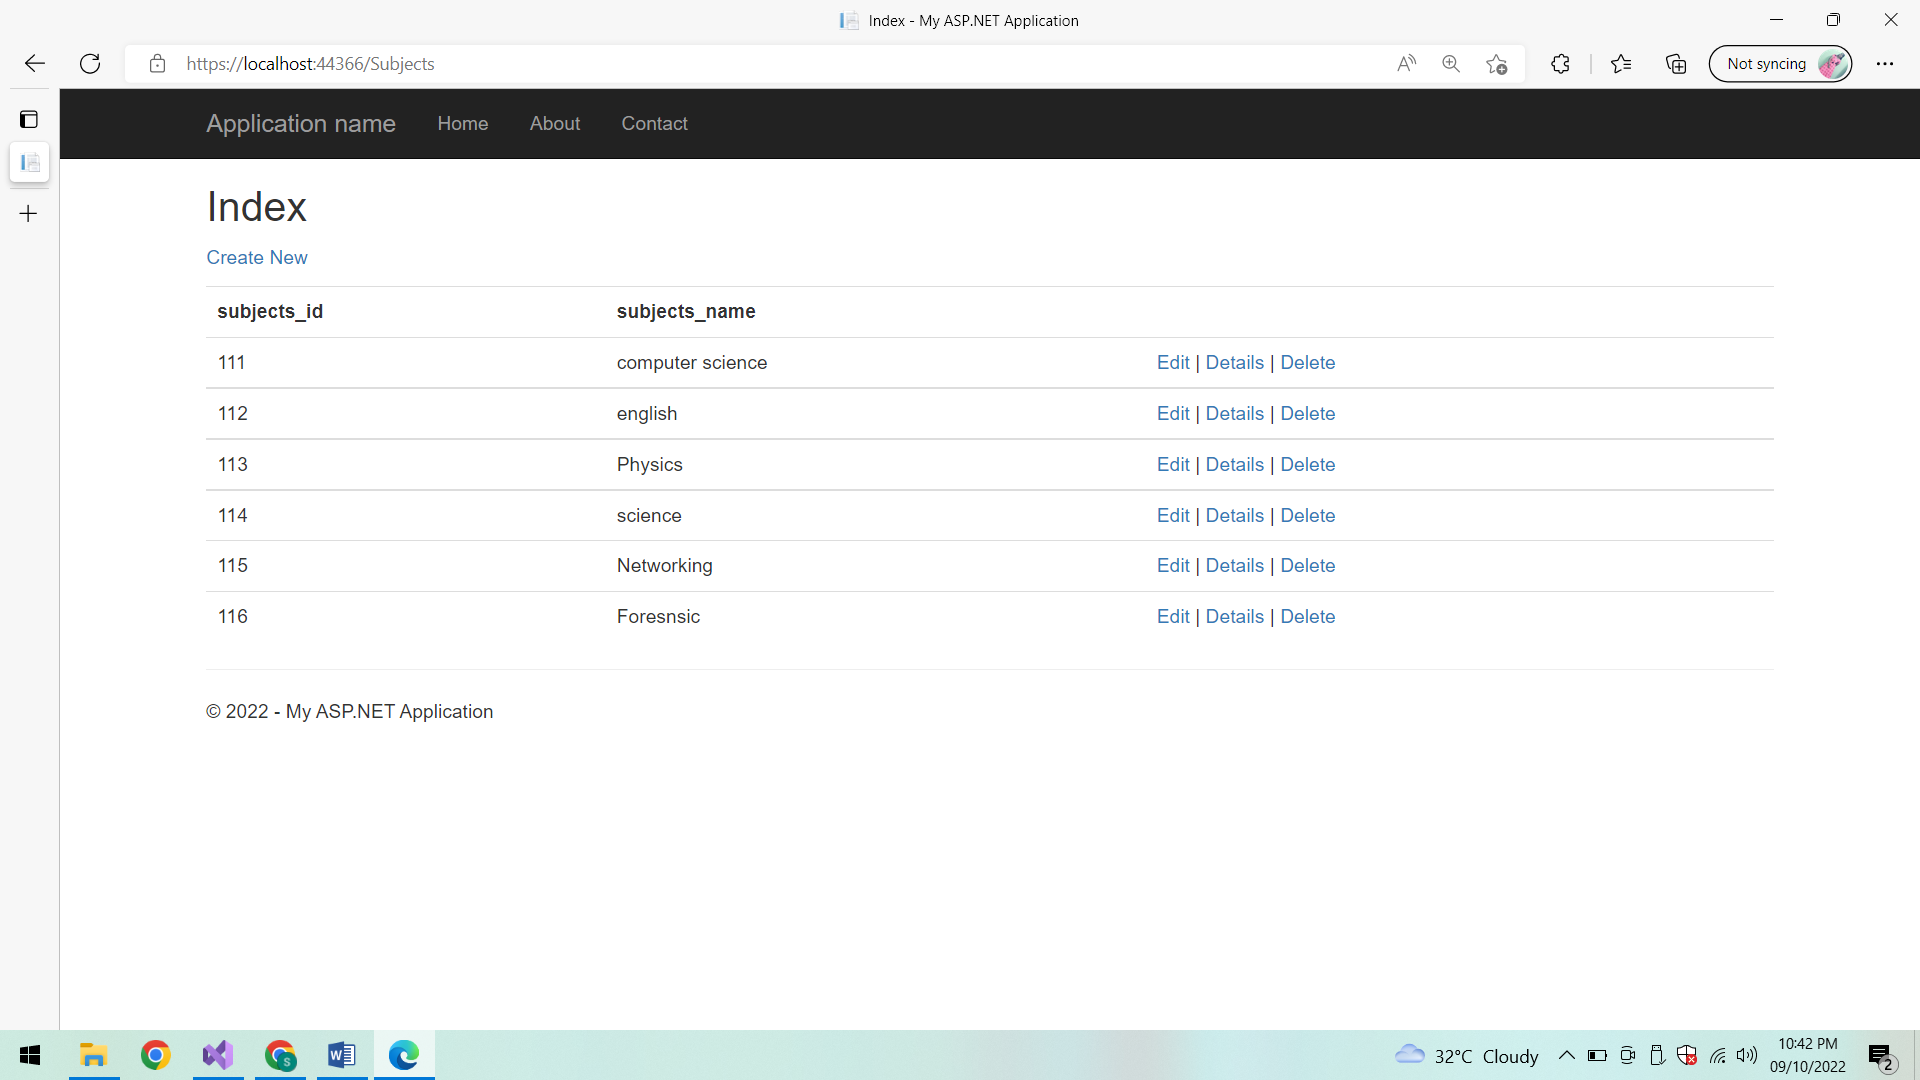 Index - My ASP.NET Application
https://localhost:44366/Subjects
Not syncing
Application name Home About Contact
Index
Create New
subjects_id subjects_name
111 computer science Edit | Details | Delete
112 english Edit | Details | Delete
113 Physics Edit | Details | Delete
114 science Edit | Details | Delete
115 Networking Edit | Details | Delete
116 Foresnsic Edit | Details | Delete
© 2022 - My ASP.NET Application
32°C Cloudy
10:42 PM
09/10/2022
2